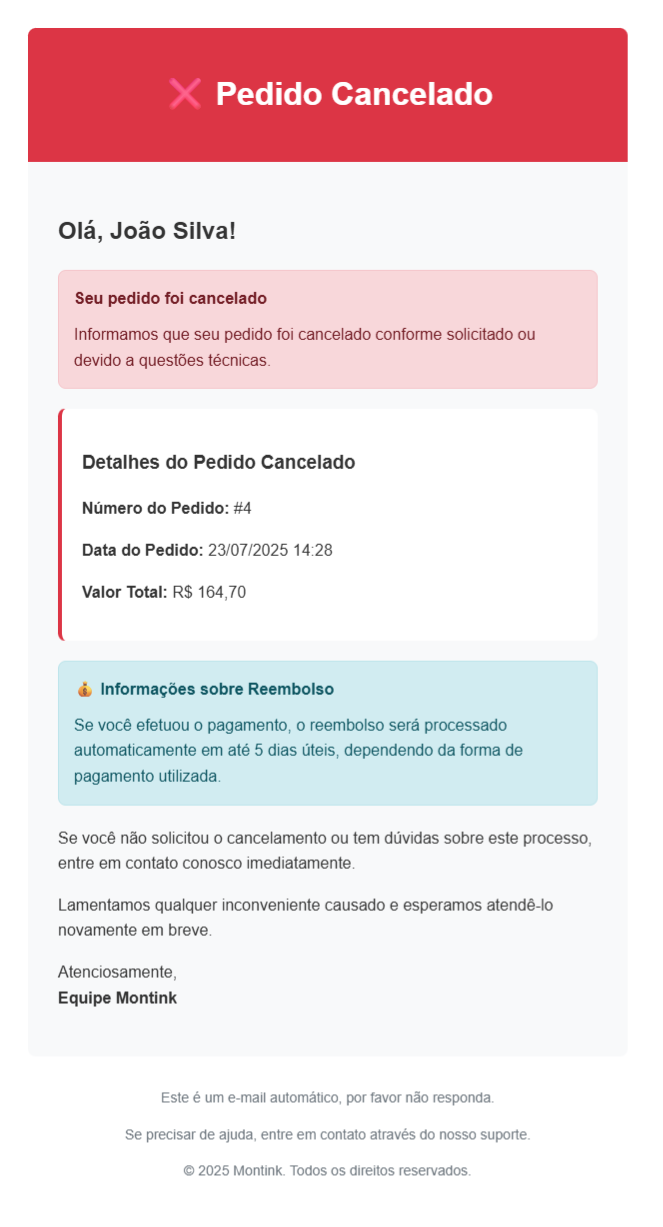 ❌ Pedido Cancelado
Olá, João Silva!
Seu pedido foi cancelado
Informamos que seu pedido foi cancelado conforme solicitado ou
devido a questões técnicas.
Detalhes do Pedido Cancelado
Número do Pedido: #4
Data do Pedido: 23/07/2025 14:28
Valor Total: R$ 164,70
💰 Informações sobre Reembolso
Se você efetuou o pagamento, o reembolso será processado
automaticamente em até 5 dias úteis, dependendo da forma de
pagamento utilizada.
Se você não solicitou o cancelamento ou tem dúvidas sobre este processo,
entre em contato conosco imediatamente.
Lamentamos qualquer inconveniente causado e esperamos atendê-lo
novamente em breve.
Atenciosamente,
Equipe Montink
Este é um e-mail automático, por favor não responda.
Se precisar de ajuda, entre em contato através do nosso suporte.
© 2025 Montink. Todos os direitos reservados.